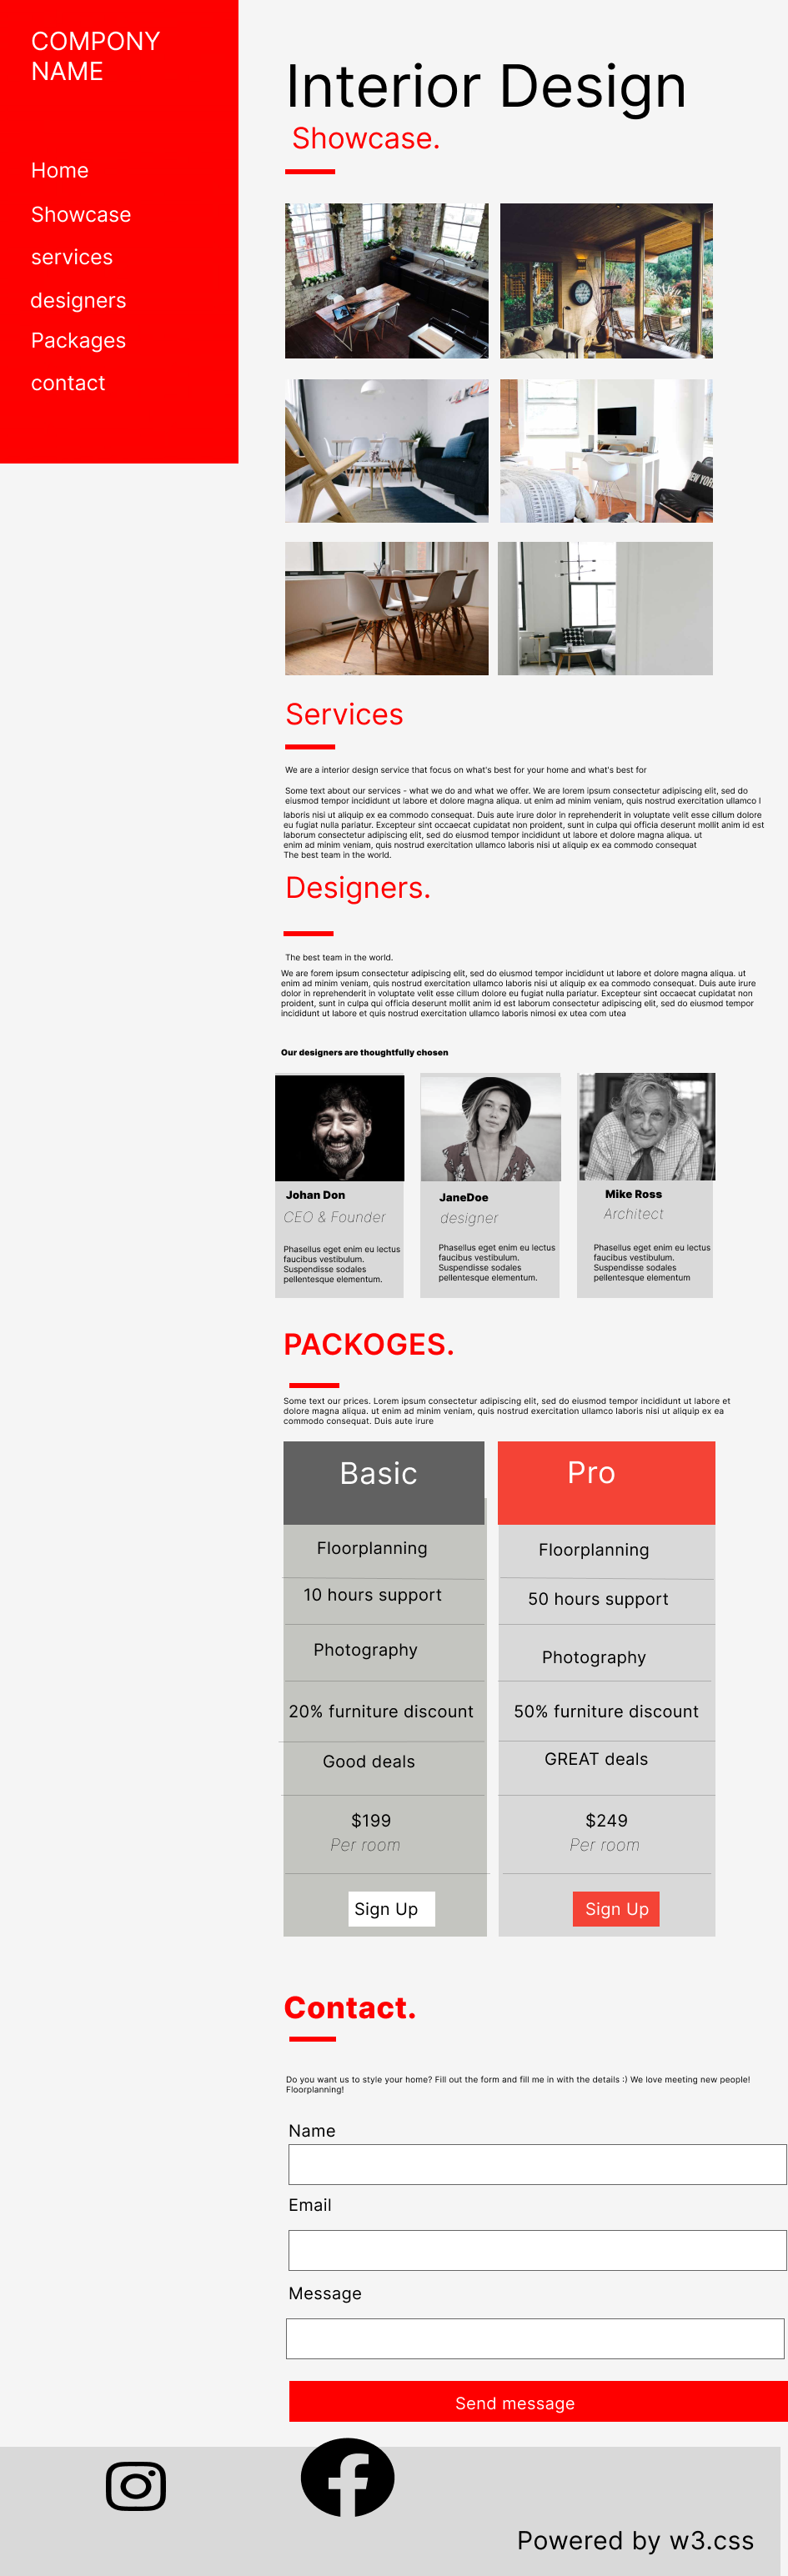 COMPONY
NAME
Home
Showcase
services
designers
Packages
contact
Interior Design
Showcase.
NEW YOR
Services
We are a interior design service that focus on what's best for your home and what's best for
Some text about our services - what we do and what we offer. We are lorem ipsum consectetur adipiscing elit, sed do
eiusmod tempor incididunt ut labore et dolore magna aliqua. ut enim ad minim veniam, quis nostrud exercitation ullamco l
laboris nisi ut aliquip ex ea commodo consequat. Duis aute irure dolor in reprehenderit in voluptate velit esse cillum dolore
eu fugiat nulla pariatur. Excepteur sint occaecat cupidatat non proident, sunt in culpa qui officia deserunt mollit anim id est
laborum consectetur adipiscing elit, sed do eiusmod tempor incididunt ut labore et dolore magna aliqua. ut
enim ad minim veniam, quis nostrud exercitation ullamco laboris nisi ut aliquip ex ea commodo consequat
The best team in the world.
Designers.
The best team in the world.
We are forem ipsum consectetur adipiscing elit, sed do eiusmod tempor incididunt ut labore et dolore magna aliqua. ut
enim ad minim veniam, quis nostrud exercitation ullamco laboris nisi ut aliquip ex ea commodo consequat. Duis aute irure
dolor in reprehenderit in voluptate velit esse cillum dolore eu fugiat nulla pariatur. Excepteur sint occaecat cupidatat non
proident, sunt in culpa qui officia deserunt mollit anim id est laborum consectetur adipiscing elit, sed do eiusmod tempor
incididunt ut labore et quis nostrud exercitation ullamco laboris nimosi ex utea com utea
Our designers are thoughtfully chosen
Johan Don
CEO & Founder
Phasellus eget enim eu lectus
faucibus vestibulum.
Suspendisse sodales
pellentesque elementum.
JaneDoe
designer
Phasellus eget enim eu lectus
faucibus vestibulum.
Suspendisse sodales
pellentesque elementum.
Mike Ross
Architect
Phasellus eget enim eu lectus
faucibus vestibulum.
Suspendisse sodales
pellentesque elementum
PACKOGES.
Some text our prices. Lorem ipsum consectetur adipiscing elit, sed do eiusmod tempor incididunt ut labore et
dolore magna aliqua. ut enim ad minim veniam, quis nostrud exercitation ullamco laboris nisi ut aliquip ex ea
commodo consequat. Duis aute irure
Basic
Floorplanning
10 hours support
Photography
20% furniture discount
Good deals
$199
Per room
Sign Up
Pro
Floorplanning
50 hours support
Photography
50% furniture discount
GREAT deals
$249
Per room
Sign Up
Contact.
Do you want us to style your home? Fill out the form and fill me in with the details :) We love meeting new people!
Floorplanning!
Name
Email
Message
Send message
Powered by w3.css